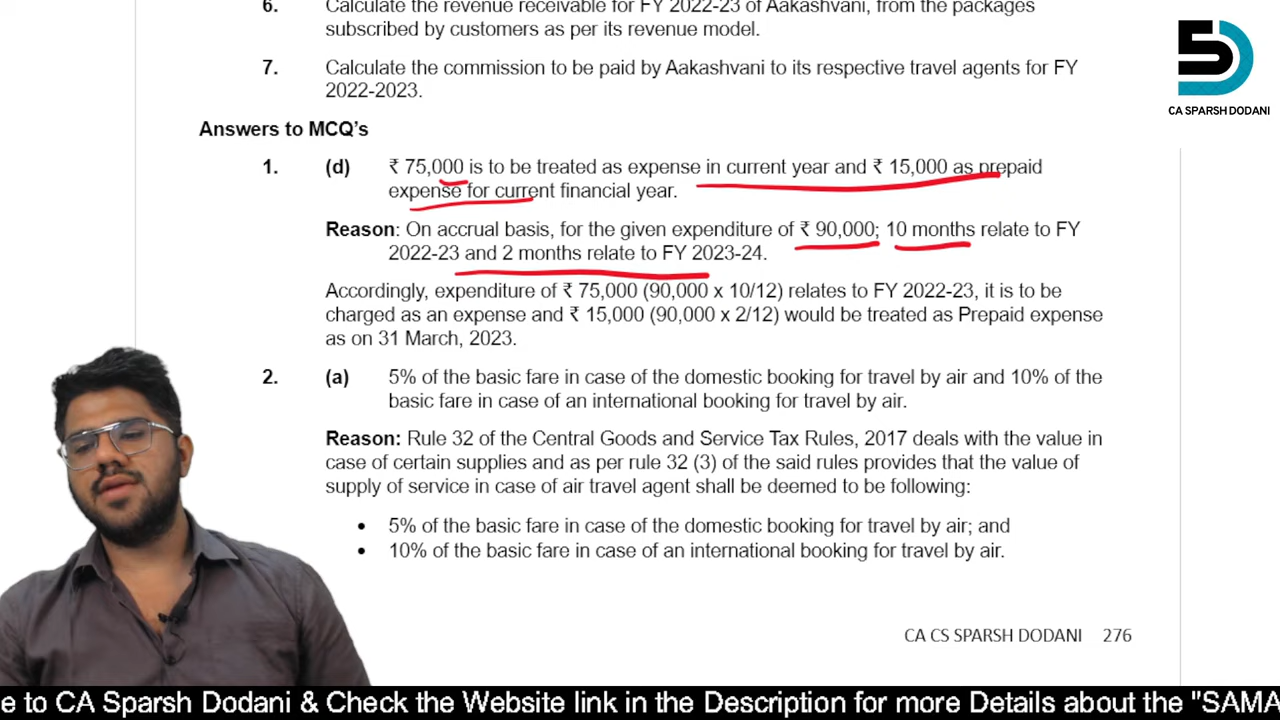 6. Calculate the revenue receivable for FY 2022-23 of Aakashvani, from the packages
subscribed by customers as per its revenue model.
7. Calculate the commission to be paid by Aakashvani to its respective travel agents for FY
2022-2023.
Answers to MCQ's
1. (d) ₹ 75,000 is to be treated as expense in current year and ₹ 15,000 as prepaid
expense for current financial year.
Reason: On accrual basis, for the given expenditure of ₹ 90,000; 10 months relate to FY
2022-23 and 2 months relate to FY 2023-24.
Accordingly, expenditure of ₹ 75,000 (90,000 x 10/12) relates to FY 2022-23, it is to be
charged as an expense and ₹ 15,000 (90,000 x 2/12) would be treated as Prepaid expense
as on 31 March, 2023.
2. (a) 5% of the basic fare in case of the domestic booking for travel by air and 10% of the
basic fare in case of an international booking for travel by air.
Reason: Rule 32 of the Central Goods and Service Tax Rules, 2017 deals with the value in
case of certain supplies and as per rule 32 (3) of the said rules provides that the value of
supply of service in case of air travel agent shall be deemed to be following:
• 5% of the basic fare in case of the domestic booking for travel by air; and
• 10% of the basic fare in case of an international booking for travel by air.
CA CS SPARSH DODANI 276
5D
CA SPARSH DODANI
e to CA Sparsh Dodani & Check the Website link in the Description for more Details about the "SAMA